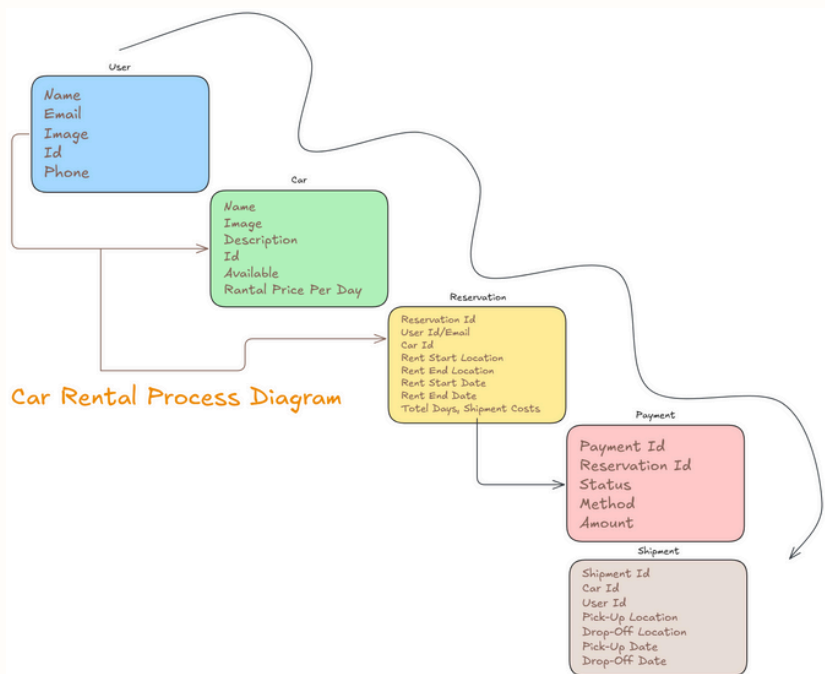 User
Name
Email
Image
Id
Phone
Car
Name
Image
Description
Id
Available
Rantal Price Per Day
Reservation
Reservation Id
User Id/Email
Car Id
Rent Start Location
Rent End Location
Rent Start Date
Rent End Date
Totel Days, Shipment Costs
Car Rental Process Diagram
Payment
Payment Id
Reservation Id
Status
Method
Amount
Shipment
Shipment Id
Car Id
User Id
Pick-Up Location
Drop-Off Location
Pick-Up Date
Drop-Off Date